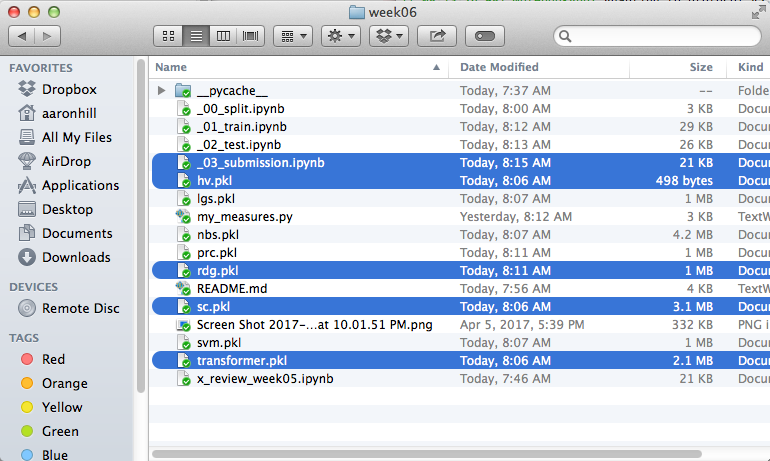 week06
FAVORITES
Dropbox
aaronhill
All My Files
AirDrop
Applications
Desktop
Documents
Downloads
DEVICES
Remote Disc
TAGS
Red
Orange
Yellow
Green
Blue
Name Date Modified Size Kind
__pycache__ Today, 7:37 AM -- Folde
_00_split.ipynb Today, 8:00 AM 3 KB Docu
_01_train.ipynb Today, 8:12 AM 29 KB Docu
_02_test.ipynb Today, 8:13 AM 26 KB Docu
_03_submission.ipynb Today, 8:15 AM 21 KB Docu
hv.pkl Today, 8:06 AM 498 bytes Docu
lgs.pkl Today, 8:07 AM 1 MB Docu
my_measures.py Yesterday, 8:12 AM 3 KB TextW
nbs.pkl Today, 8:07 AM 4.2 MB Docu
prc.pkl Today, 8:11 AM 1 MB Docu
rdg.pkl Today, 8:11 AM 1 MB Docu
README.md Today, 7:56 AM 4 KB TextW
sc.pkl Today, 8:06 AM 3.1 MB Docu
Screen Shot 2017-...at 10.01.51 PM.png Apr 5, 2017, 5:39 PM 332 KB PNG i
svm.pkl Today, 8:07 AM 1 MB Docu
transformer.pkl Today, 8:06 AM 2.1 MB Docu
x_review_week05.ipynb Today, 7:46 AM 21 KB Docu